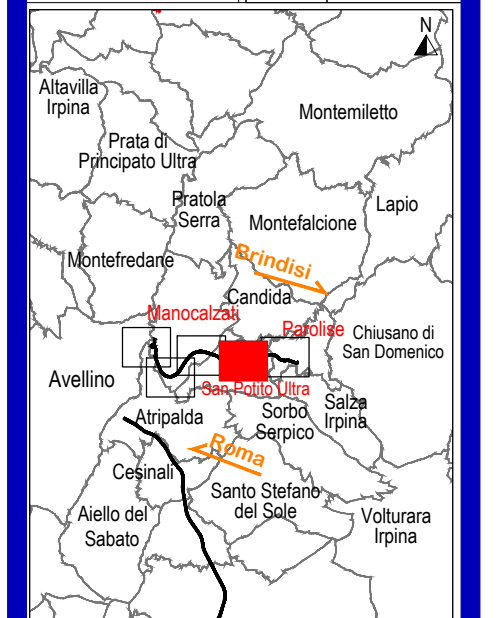 N
Altavilla
Irpina
Montemiletto
Prata di
Principato Ultra
Pratola
Serra
Lapio
Montefalcione
Montefredane
Brindisi
Candida
Manocalzati
Parolise
Chiusano di
San Domenico
Avellino
San Potito Ultra
Atripalda
Sorbo
Serpico
Salza
Irpina
Roma
Cesinali
Santo Stefano
del Sole
Aiello del
Sabato
Volturara
Irpina